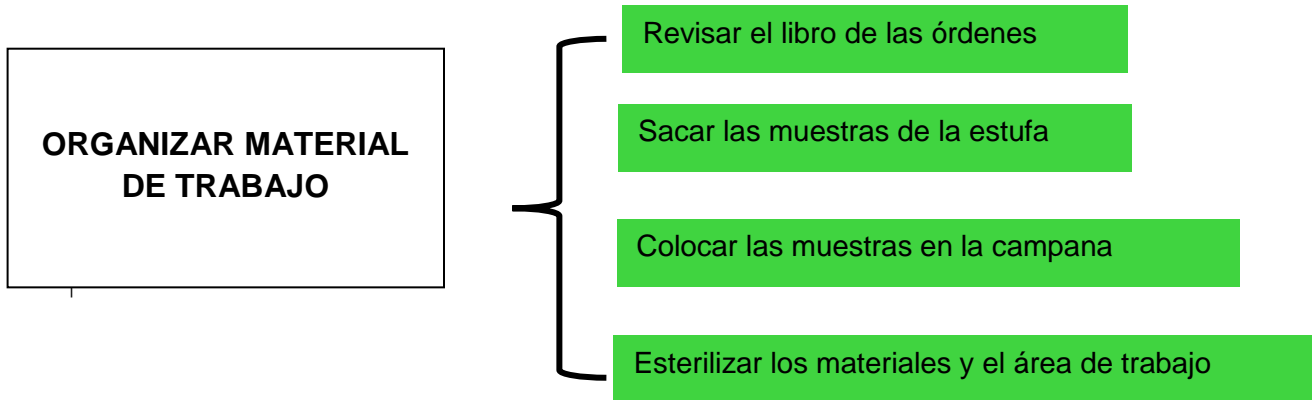 ORGANIZAR MATERIAL
DE TRABAJO
Revisar el libro de las órdenes
Sacar las muestras de la estufa
Colocar las muestras en la campana
Esterilizar los materiales y el área de trabajo